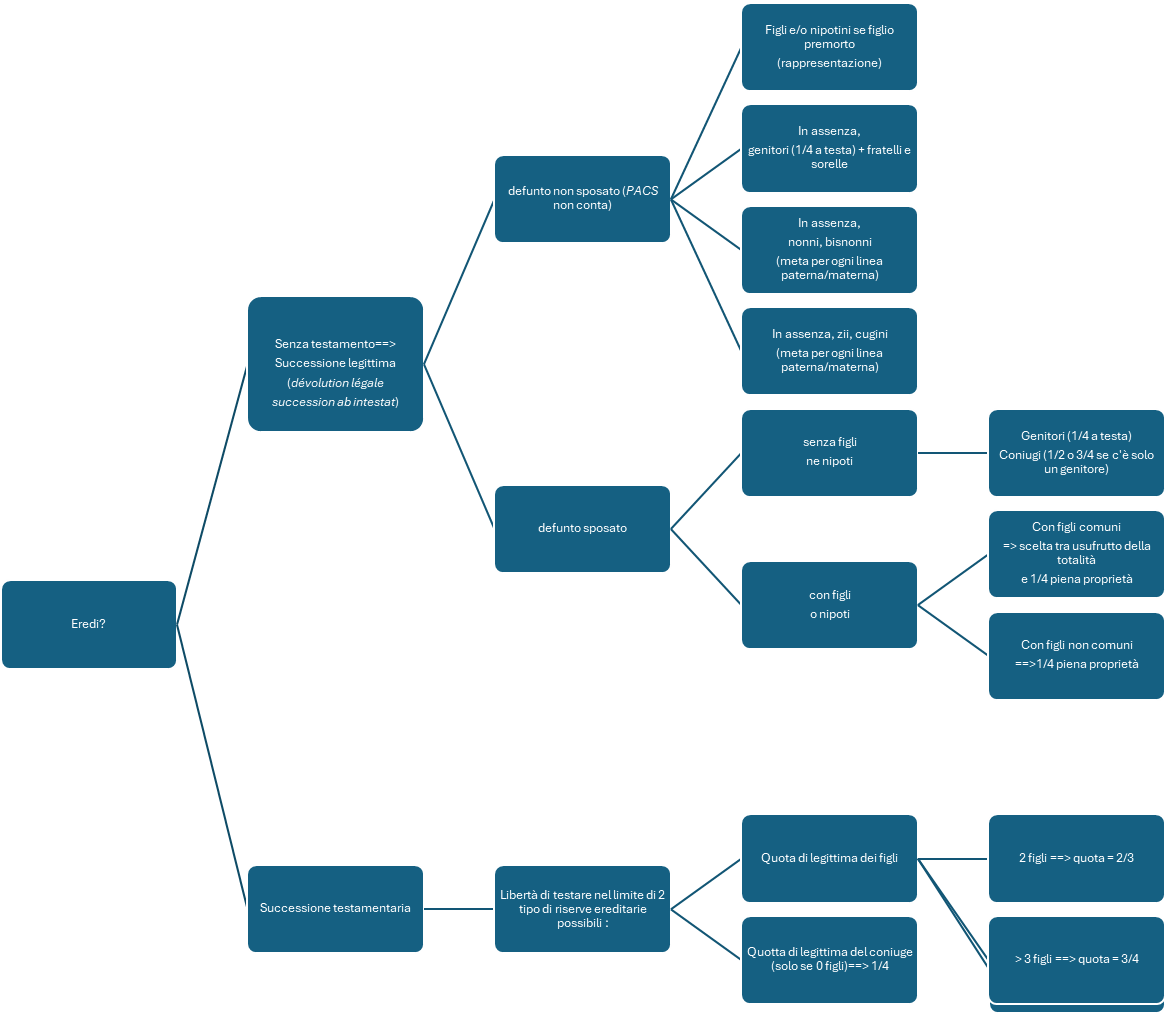 Eredi?
Senza testamento==>
Successione legittima
(dévolution légale
succession ab intestat)
defunto non sposato (PACS
non conta)
Figli e/o nipotini se figlio
premorto
(rappresentazione)
In assenza,
genitori (1/4 a testa) + fratelli e
sorelle
In assenza,
nonni, bisnonni
(meta per ogni linea
paterna/materna)
In assenza, zii, cugini
(meta per ogni linea
paterna/materna)
defunto sposato
senza figli
ne nipoti
Genitori (1/4 a testa)
Coniugi (1/2 o 3/4 se c'è solo
un genitore)
con figli
o nipoti
Con figli comuni
=> scelta tra usufrutto della
totalità
e 1/4 piena proprietà
Con figli non comuni
==>1/4 piena proprietà
Successione testamentaria
Libertà di testare nel limite di 2
tipo di riserve ereditarie
possibili :
Quota di legittima dei figli
2 figli ==> quota = 2/3
> 3 figli ==> quota = 3/4
Quotta di legittima del coniuge
(solo se 0 figli)==> 1/4